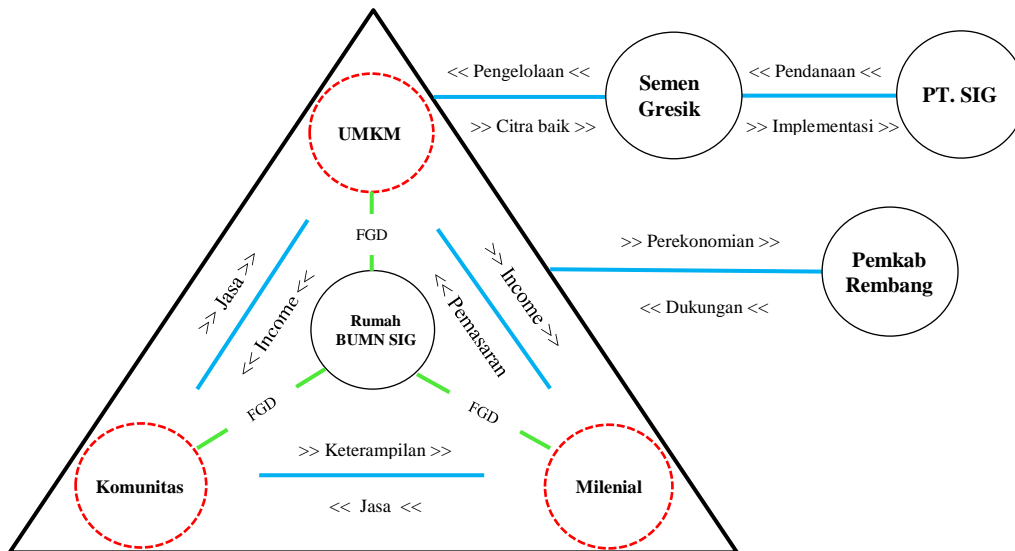 << Pengelolaan <<
<< Pendanaan <<
Semen
Gresik
PT. SIG
UMKM
>> Citra baik >>
>> Implementasi >>
FGD
>> Perekonomian >>
Pemkab
Rembang
<< Dukungan <<
>> Jasa >>
<< Income <<
<< Pemasaran
>> Income >>
Rumah
BUMN SIG
FGD
FGD
>> Keterampilan >>
Komunitas
Milenial
<< Jasa <<